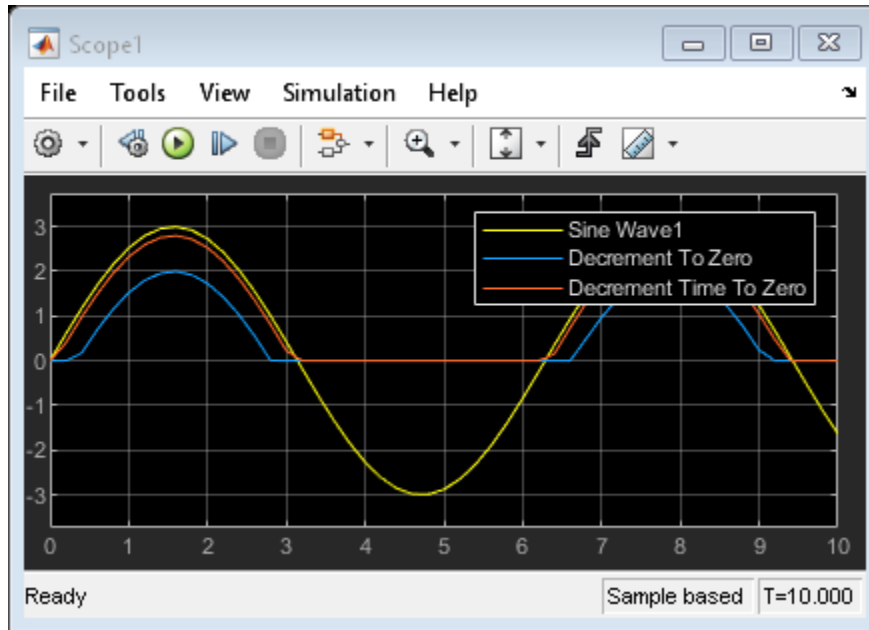 Scope1
File Tools View Simulation Help
Sine Wave1
Decrement To Zero
Decrement Time To Zero
3
2
1
0
-1
-2
-3
0 1 2 3 4 5 6 7 8 9 10
Ready Sample based T=10.000